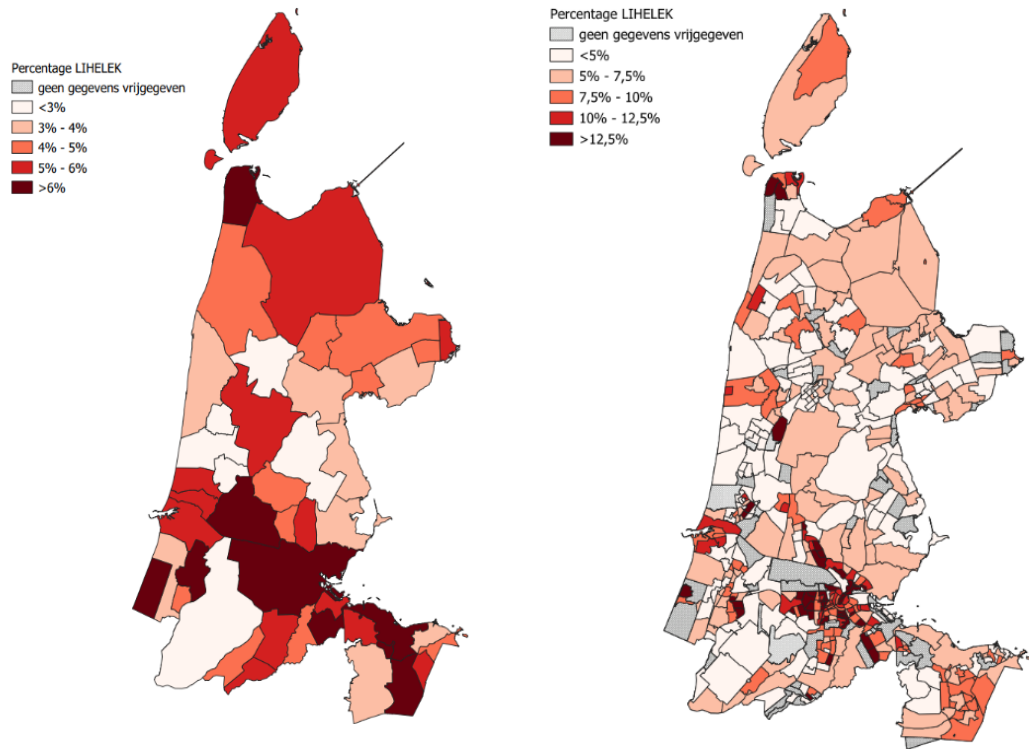 Percentage LIHELEK
geen gegevens vrijgegeven
<3%
3% - 4%
4% - 5%
5% - 6%
>6%
Percentage LIHELEK
geen gegevens vrijgegeven
<5%
5% - 7,5%
7,5% - 10%
10% - 12,5%
>12,5%